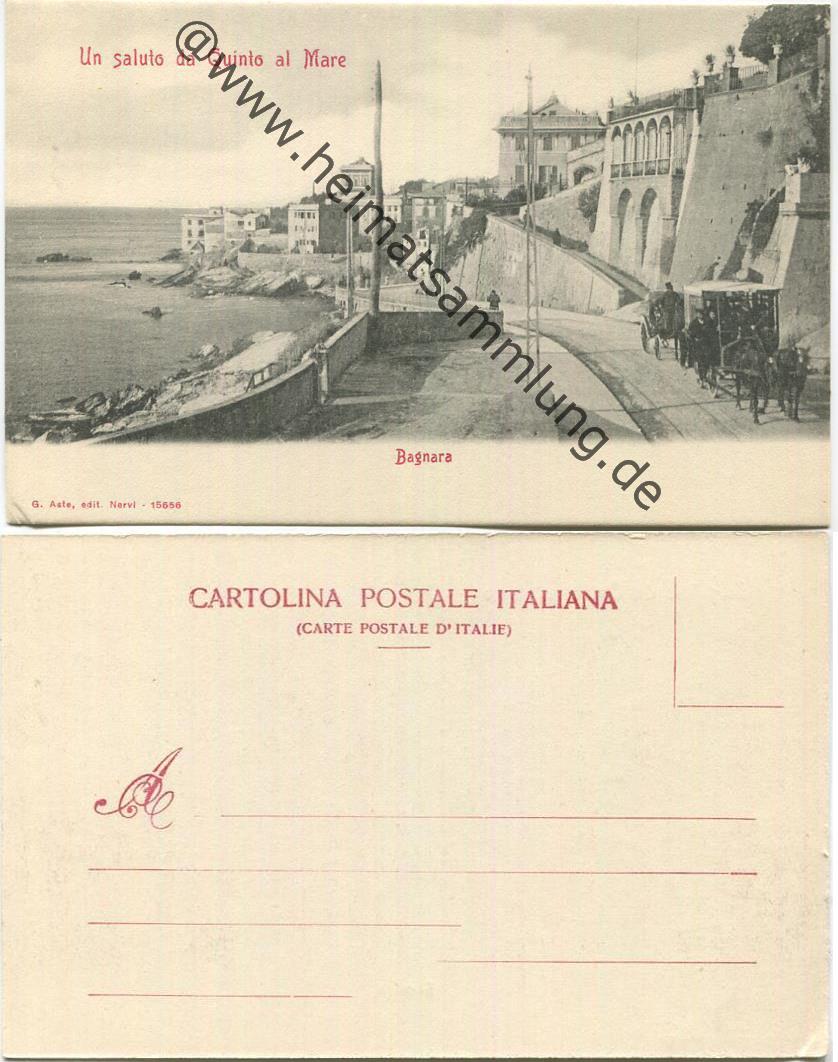 Un saluto da Quinto al Mare
@www.heimatsammlung.de
Bagnara
G. Aste, edit. Nervi - 15656
CARTOLINA POSTALE ITALIANA
(CARTE POSTALE D'ITALIE)
A